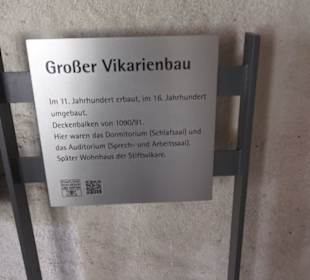 Großer Vikarienbau
Im 11. Jahrhundert erbaut, im 16. Jahrhundert
umgebaut.
Deckenbalken von 1090/91.
Hier waren das Dormitorium (Schlafsaal) und
das Auditorium (Sprech- und Arbeitssaal).
Später Wohnhaus der Stiftsvikare.